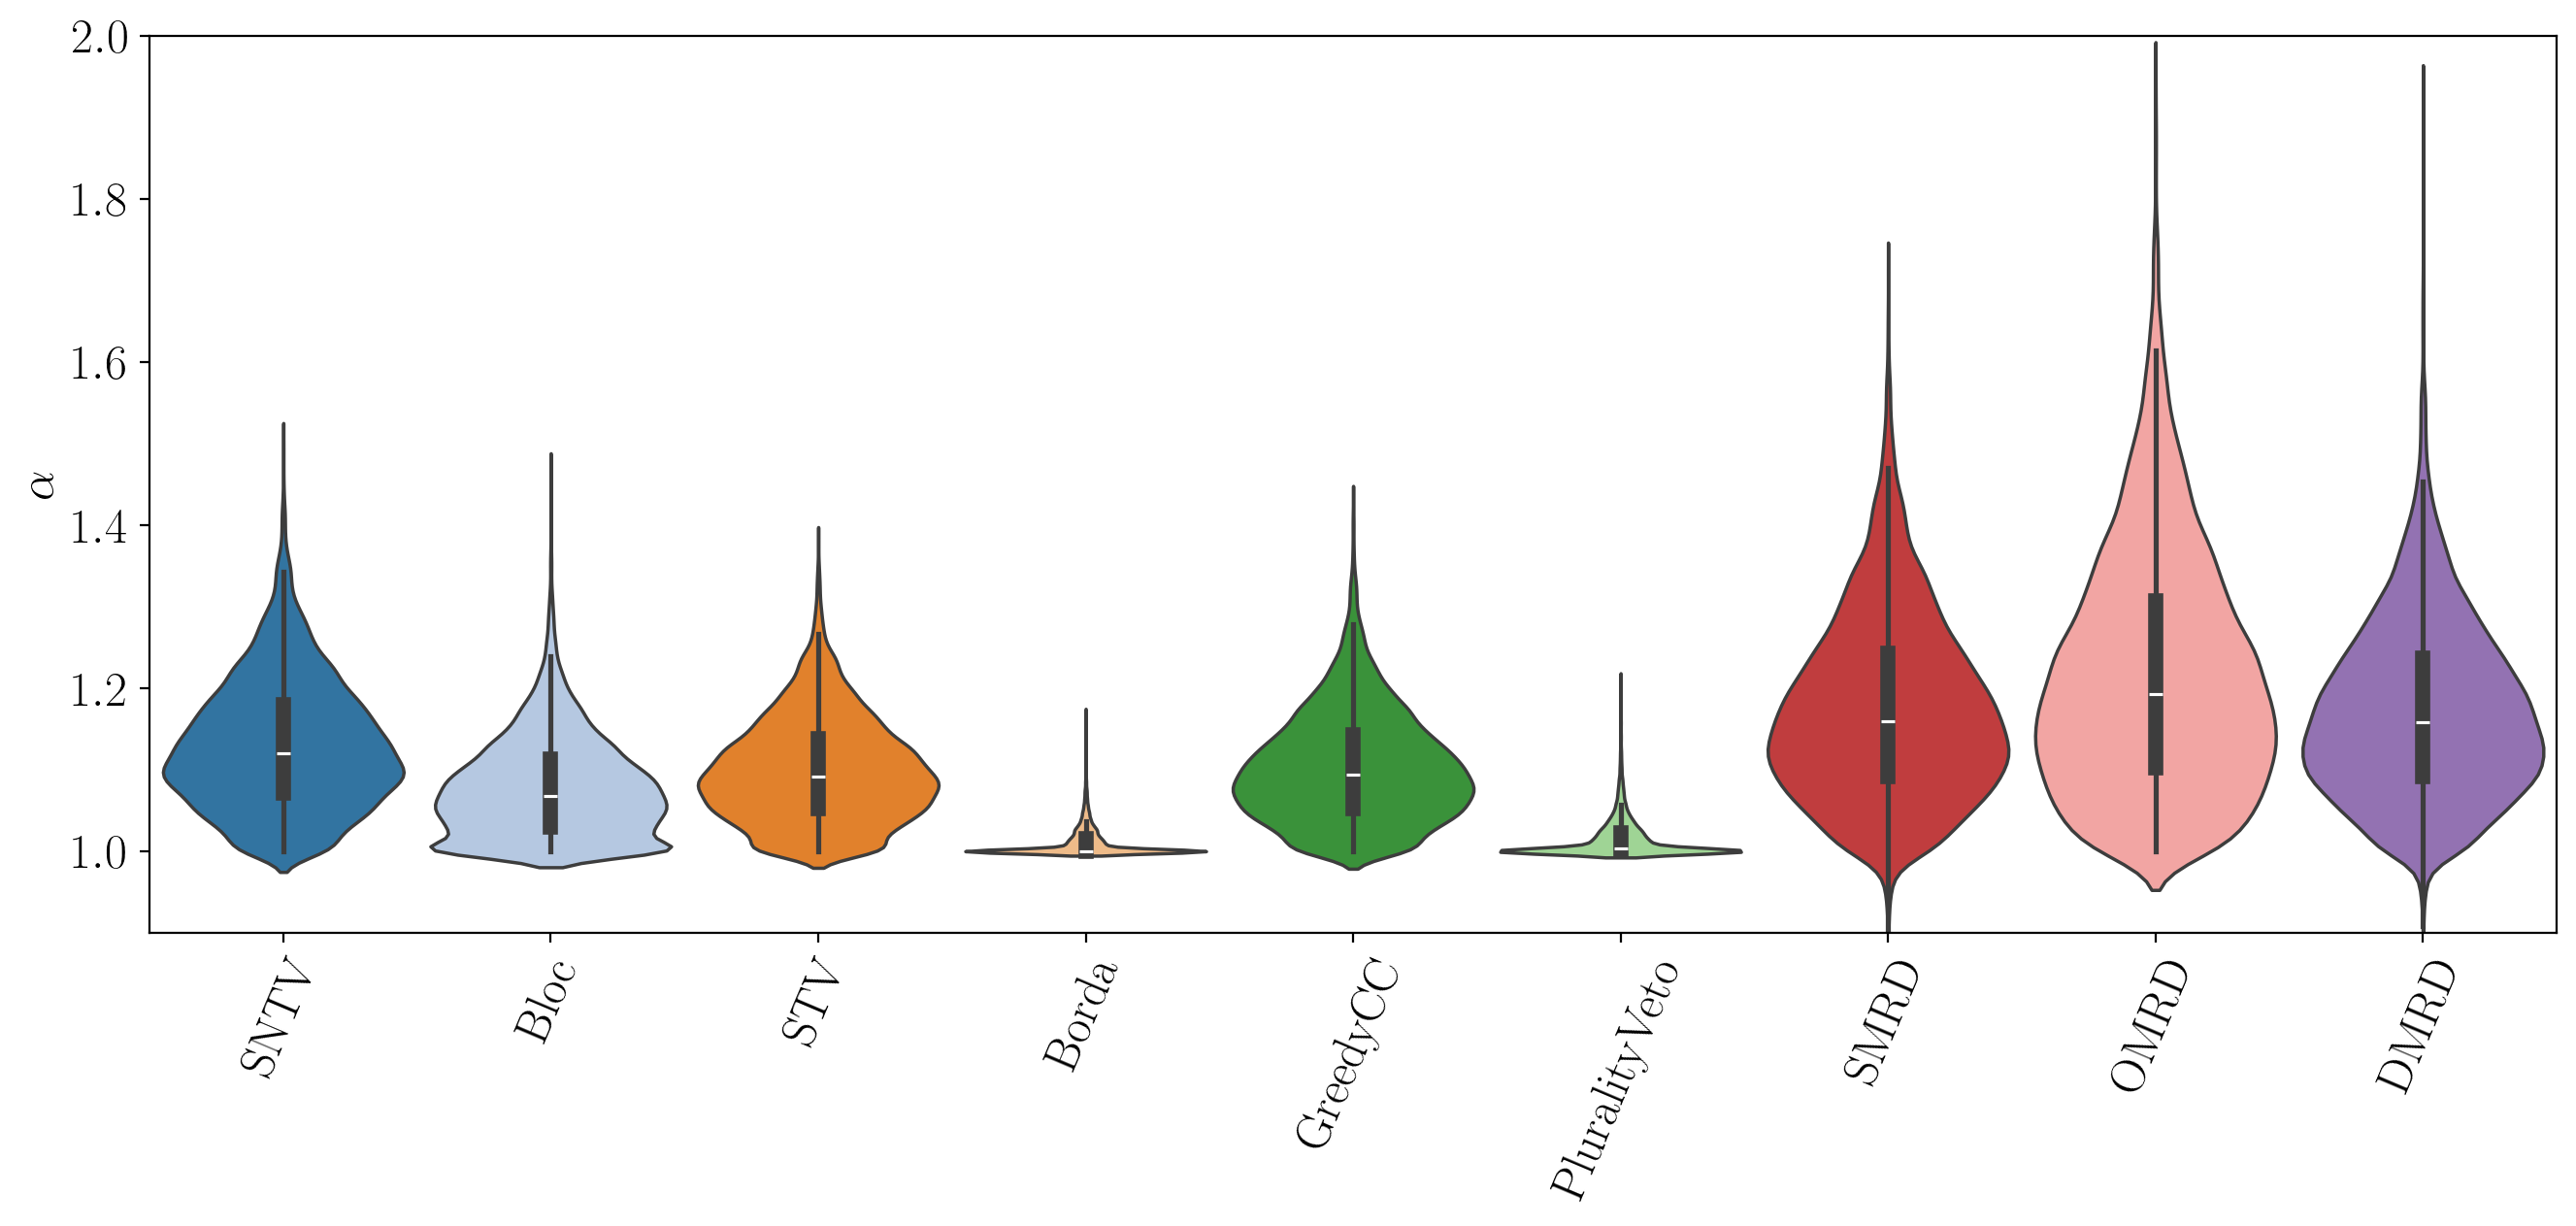 2.0
1.8
1.6
1.4
1.2
1.0
α
SNTV
Bloc
STV
Borda
GreedyCC
PluralityVeto
SMRD
OMRD
DMRD